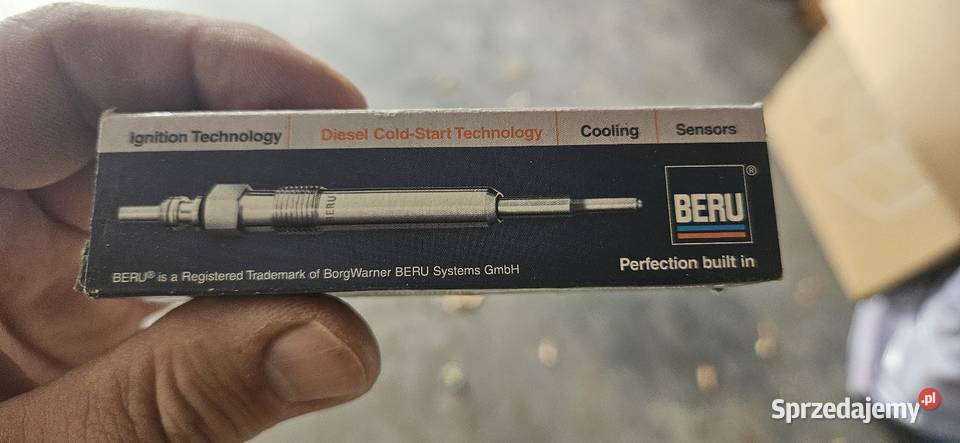 Ignition Technology
Diesel Cold-Start Technology
Cooling
Sensors
BERU
BERU®
BERU® is a Registered Trademark of BorgWarner BERU Systems GmbH
Perfection built in
Sprzedajemy.pl